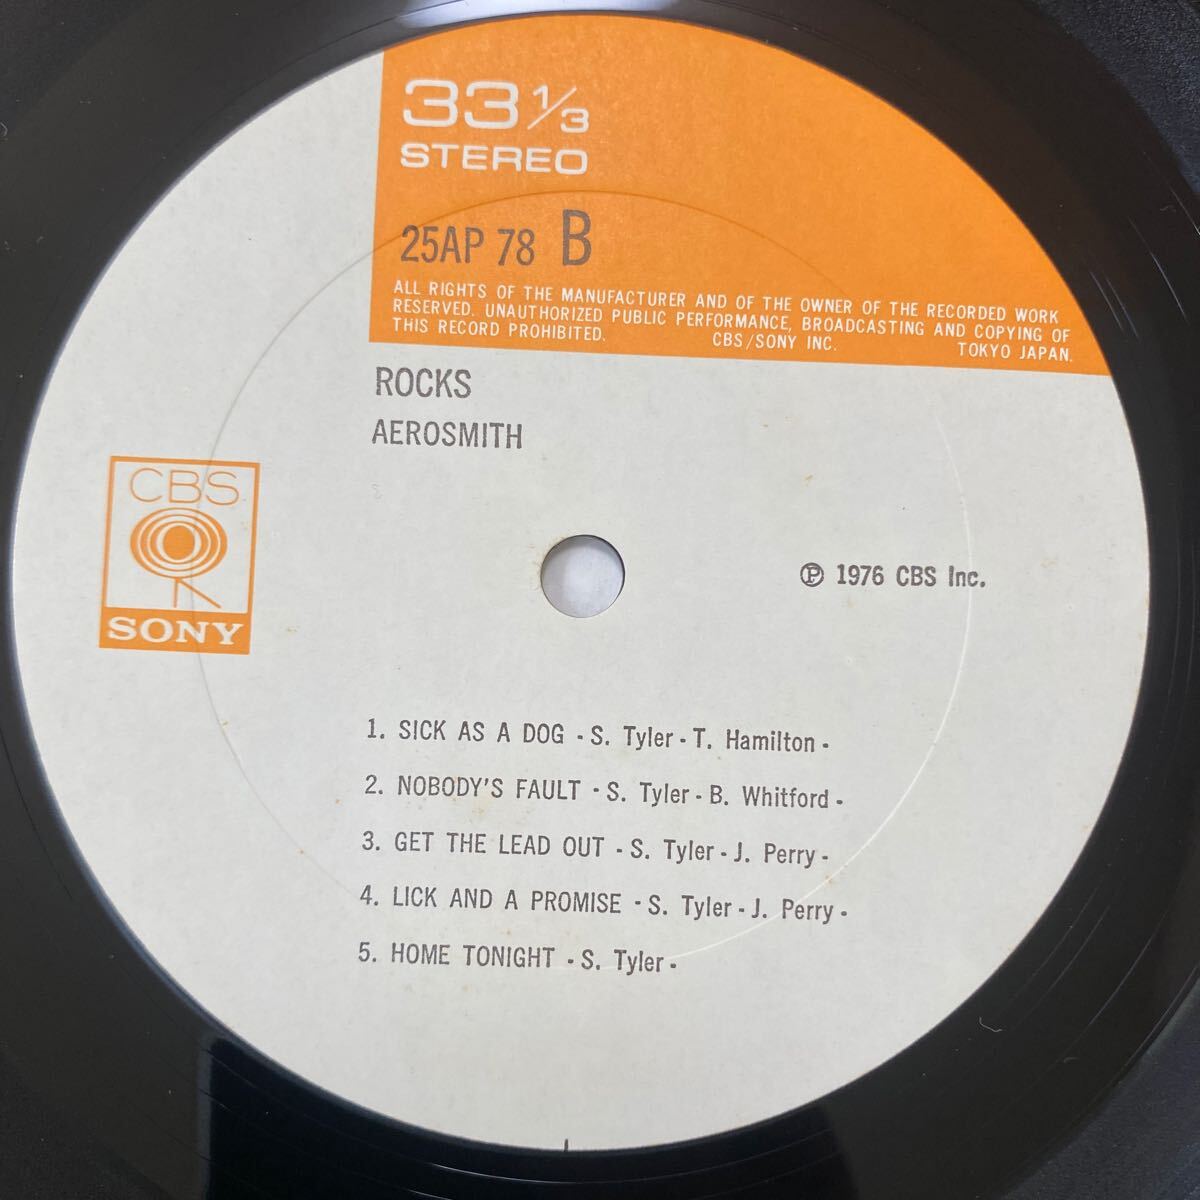 33 1/3
STEREO
25AP 78 B
ALL RIGHTS OF THE MANUFACTURER AND OF THE OWNER OF THE RECORDED WORK
RESERVED. UNAUTHORIZED PUBLIC PERFORMANCE, BROADCASTING AND COPYING OF
THIS RECORD PROHIBITED. CBS/SONY INC. TOKYO JAPAN.
ROCKS
AEROSMITH
CBS
SONY
℗ 1976 CBS Inc.
1. SICK AS A DOG - S. Tyler - T. Hamilton -
2. NOBODY'S FAULT - S. Tyler - B. Whitford -
3. GET THE LEAD OUT - S. Tyler - J. Perry -
4. LICK AND A PROMISE - S. Tyler - J. Perry -
5. HOME TONIGHT - S. Tyler -